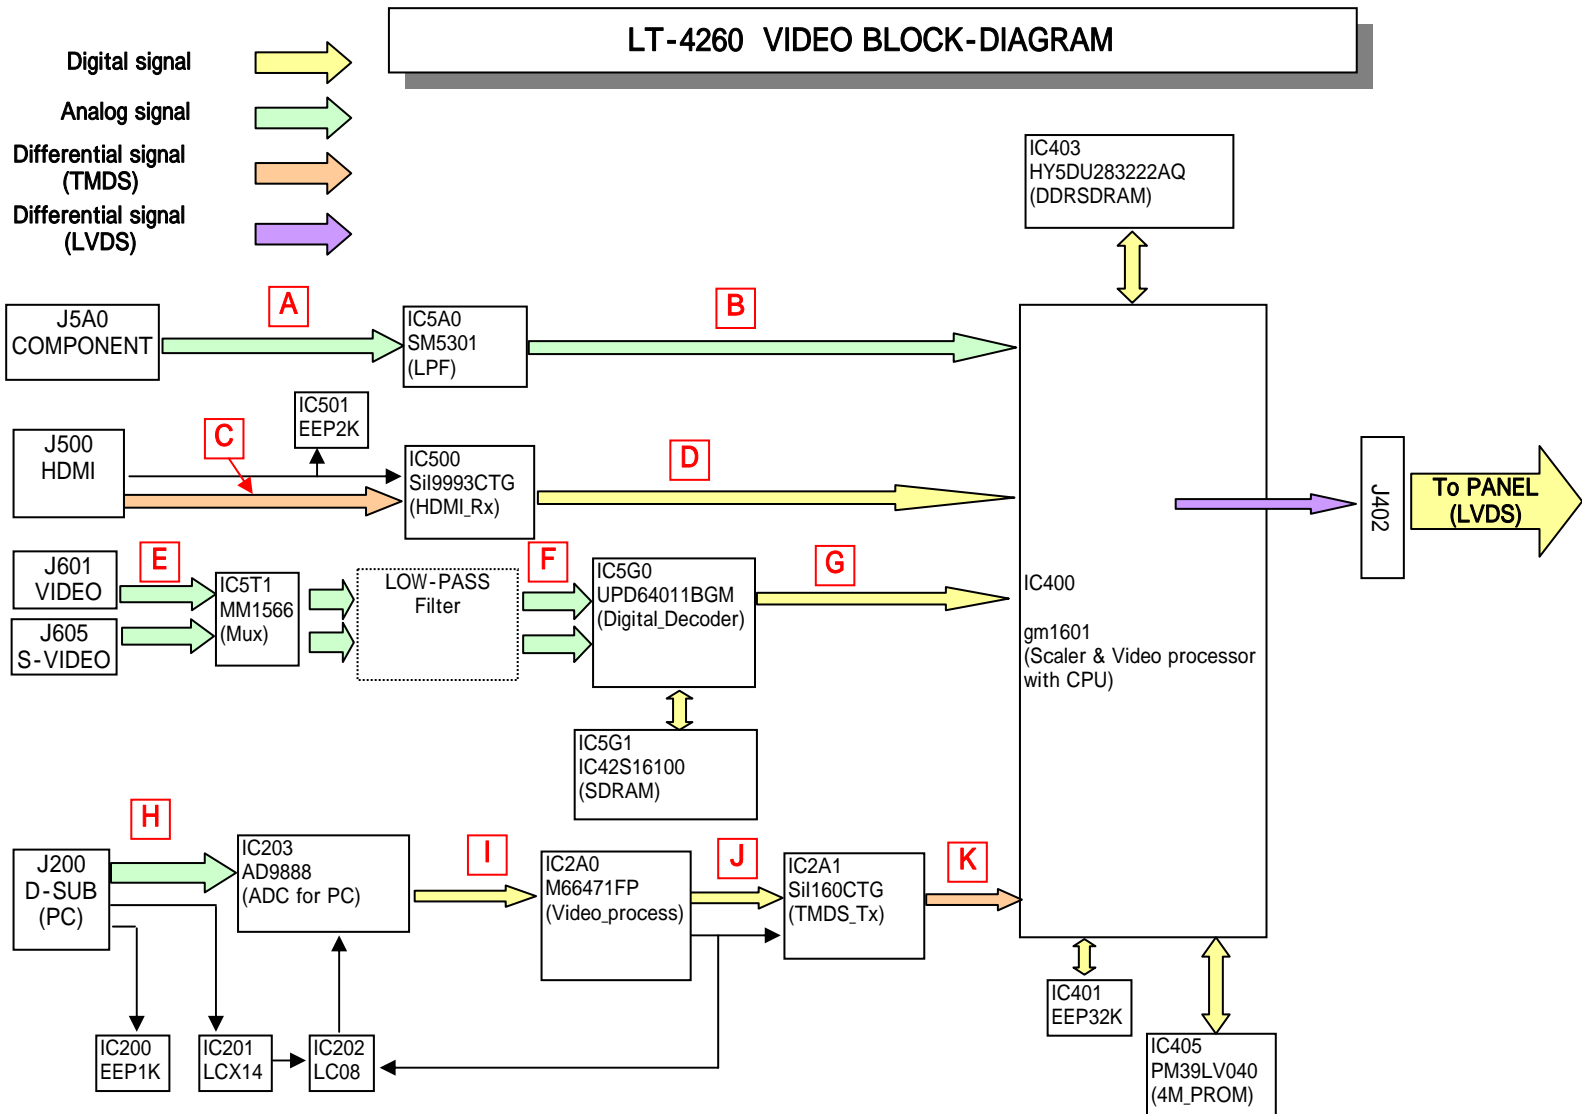 LT-4260 VIDEO BLOCK-DIAGRAM
Digital signal
Analog signal
Differential signal
(TMDS)
Differential signal
(LVDS)
IC403
HY5DU283222AQ
(DDRSDRAM)
A
B
J5A0
COMPONENT
IC5A0
SM5301
(LPF)
IC501
EEP2K
C
D
J500
HDMI
IC500
SiI9993CTG
(HDMI_Rx)
J402
To PANEL
(LVDS)
E
F
G
J601
VIDEO
J605
S-VIDEO
IC5T1
MM1566
(Mux)
LOW-PASS
Filter
IC5G0
UPD64011BGM
(Digital_Decoder)
IC400
gm1601
(Scaler & Video processor
with CPU)
IC5G1
IC42S16100
(SDRAM)
H
I
J
K
J200
D-SUB
(PC)
IC203
AD9888
(ADC for PC)
IC2A0
M66471FP
(Video_process)
IC2A1
SiI160CTG
(TMDS_Tx)
IC401
EEP32K
IC200
EEP1K
IC201
LCX14
IC202
LC08
IC405
PM39LV040
(4M_PROM)